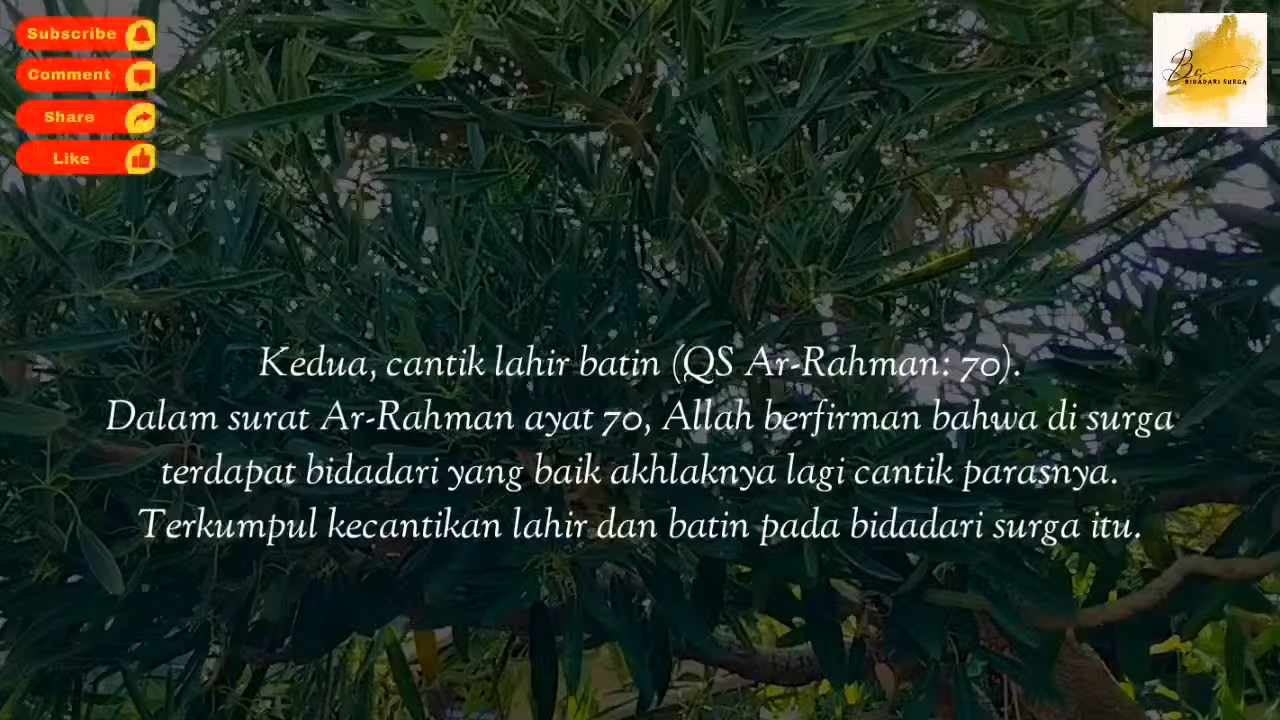 Subscribe
Comment
Share
Like
Bs
BIDADARI SURGA
Kedua, cantik lahir batin (QS Ar-Rahman: 70).
Dalam surat Ar-Rahman ayat 70, Allah berfirman bahwa di surga
terdapat bidadari yang baik akhlaknya lagi cantik parasnya.
Terkumpul kecantikan lahir dan batin pada bidadari surga itu.